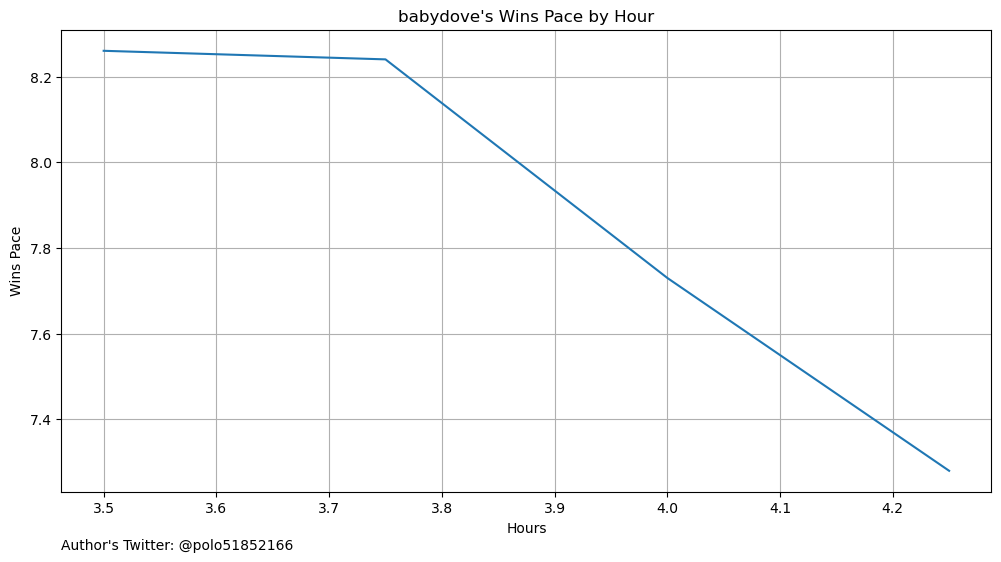 babydove's Wins Pace by Hour
8.2
8.0
7.8
7.6
7.4
Wins Pace
3.5 3.6 3.7 3.8 3.9 4.0 4.1 4.2
Hours
Author's Twitter: @polo51852166